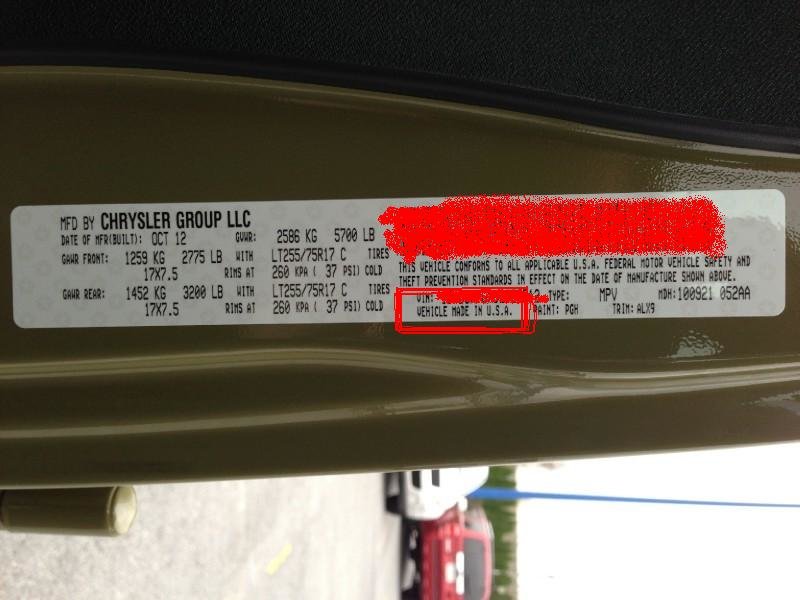 MFD BY CHRYSLER GROUP LLC
DATE OF MFR(BUILT): OCT 12 GVWR: 2586 KG 5700 LB
GAWR FRONT: 1259 KG 2775 LB WITH LT255/75R17 C TIRES
17X7.5 RIMS AT 260 KPA ( 37 PSI) COLD
GAWR REAR: 1452 KG 3200 LB WITH LT255/75R17 C TIRES
17X7.5 RIMS AT 260 KPA ( 37 PSI) COLD
THIS VEHICLE CONFORMS TO ALL APPLICABLE U.S.A. FEDERAL MOTOR VEHICLE SAFETY AND
THEFT PREVENTION STANDARDS IN EFFECT ON THE DATE OF MANUFACTURE SHOWN ABOVE.
VIN: TYPE: MPV MDH: 100921 052AA
VEHICLE MADE IN U.S.A. PAINT: PGH TRIM: ALX9